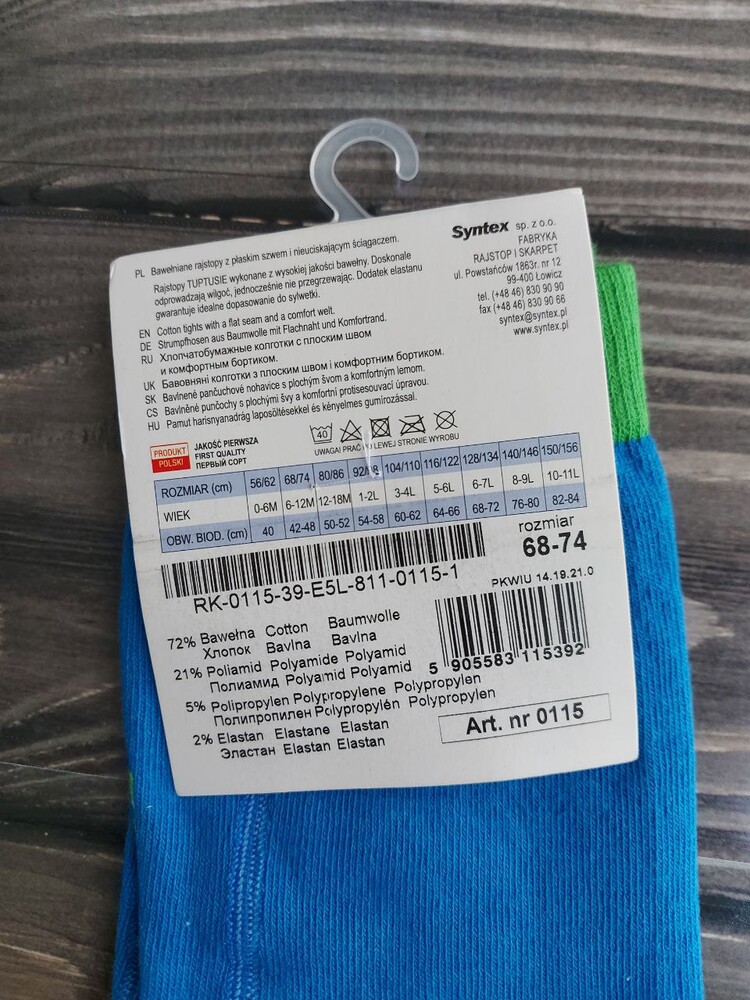 Syntex sp. z o.o.
FABRYKA
RAJSTOP I SKARPET
ul. Powstańców 1863r. nr 12
99-400 Łowicz
tel. (+48 46) 830 90 90
fax (+48 46) 830 90 66
syntex@syntex.pl
www.syntex.pl
PL Bawełniane rajstopy z płaskim szwem i nieuciskającym ściągaczem.
Rajstopy TUPTUSIE wykonane z wysokiej jakości bawełny. Doskonale
odprowadzają wilgoć, jednocześnie nie przegrzewając. Dodatek elastanu
gwarantuje idealne dopasowanie do sylwetki.
EN Cotton tights with a flat seam and a comfort welt.
DE Strumpfhosen aus Baumwolle mit Flachnaht und Komfortrand.
RU Хлопчатобумажные колготки с плоским швом
и комфортным бортиком.
UK Бавовняні колготки з плоским швом і комфортним бортиком.
SK Bavlnené pančuchové nohavice s plochým švom a komfortným lemom.
CS Bavlněné punčochy s plochými švy a komfortní protisesouvací úpravou.
HU Pamut harisnyanadrág laposöltésekkel és kényelmes gumirozással.
PRODUKT
POLSKI
JAKOŚĆ PIERWSZA
FIRST QUALITY
ПЕРВЫЙ СОРТ
40
UWAGA! PRAĆ PO LEWEJ STRONIE WYROBU
ROZMIAR (cm) 56/62 68/74 80/86 92/98 104/110 116/122 128/134 140/146 150/156
WIEK 0-6M 6-12M 12-18M 1-2L 3-4L 5-6L 6-7L 8-9L 10-11L
OBW. BIOD. (cm) 40 42-48 50-52 54-58 60-62 64-66 68-72 76-80 82-84
rozmiar
68-74
RK-0115-39-E5L-811-0115-1
PKWIU 14.19.21.0
72% Bawełna Cotton Baumwolle
Хлопок Bavlna Bavlna
21% Poliamid Polyamide Polyamid
Полиамид Polyamid Polyamid
5% Polipropylen Polypropylene Polypropylen
Полипропилен Polypropylén Polypropylen
2% Elastan Elastane Elastan
Эластан Elastan Elastan
5 905583 115392
Art. nr 0115